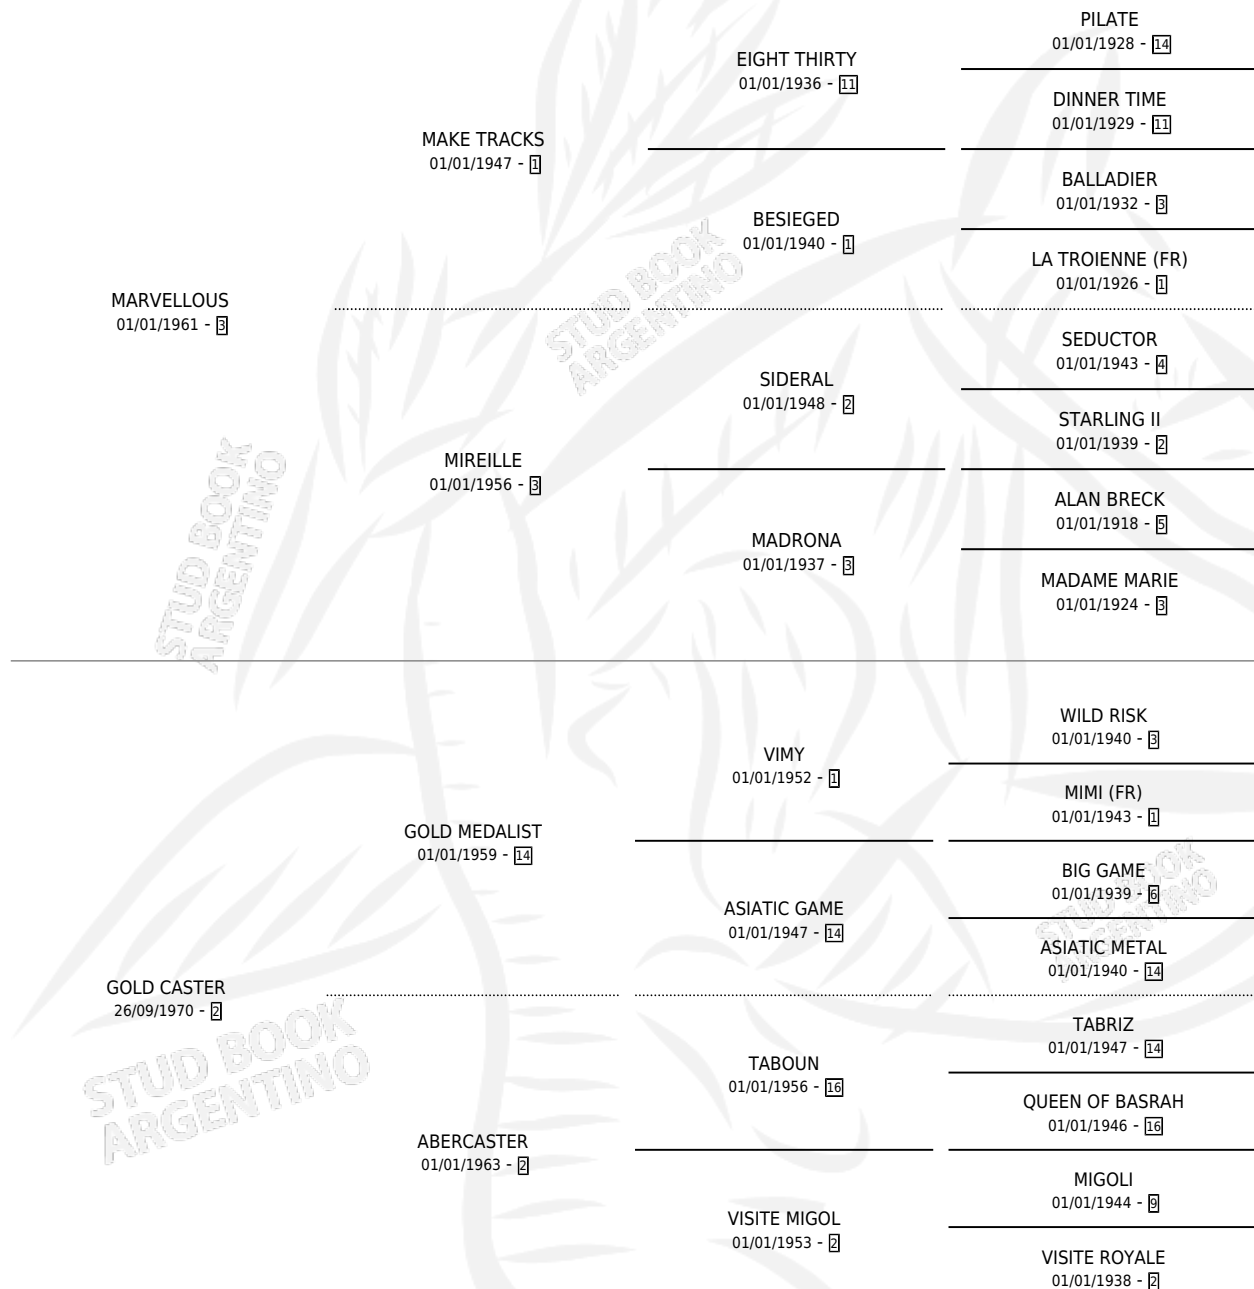 PILATE
01/01/1928 - 14
EIGHT THIRTY
01/01/1936 - 11
DINNER TIME
01/01/1929 - 11
MAKE TRACKS
01/01/1947 - 1
BALLADIER
01/01/1932 - 3
BESIEGED
01/01/1940 - 1
LA TROIENNE (FR)
01/01/1926 - 1
MARVELLOUS
01/01/1961 - 3
STUD BOOK
ARGENTINO
SEDUCTOR
01/01/1943 - 4
SIDERAL
01/01/1948 - 2
STARLING II
01/01/1939 - 2
MIREILLE
01/01/1956 - 3
ALAN BRECK
01/01/1918 - 5
MADRONA
01/01/1937 - 3
MADAME MARIE
01/01/1924 - 3
STUD BOOK
ARGENTINO
WILD RISK
01/01/1940 - 3
VIMY
01/01/1952 - 1
MIMI (FR)
01/01/1943 - 1
GOLD MEDALIST
01/01/1959 - 14
BIG GAME
01/01/1939 - 6
ASIATIC GAME
01/01/1947 - 14
STUD BOOK
ARGENTINO
ASIATIC METAL
01/01/1940 - 14
GOLD CASTER
26/09/1970 - 2
TABRIZ
01/01/1947 - 14
TABOUN
01/01/1956 - 16
QUEEN OF BASRAH
01/01/1946 - 16
STUD BOOK
ARGENTINO
ABERCASTER
01/01/1963 - 2
MIGOLI
01/01/1944 - 9
VISITE MIGOL
01/01/1953 - 2
VISITE ROYALE
01/01/1938 - 2